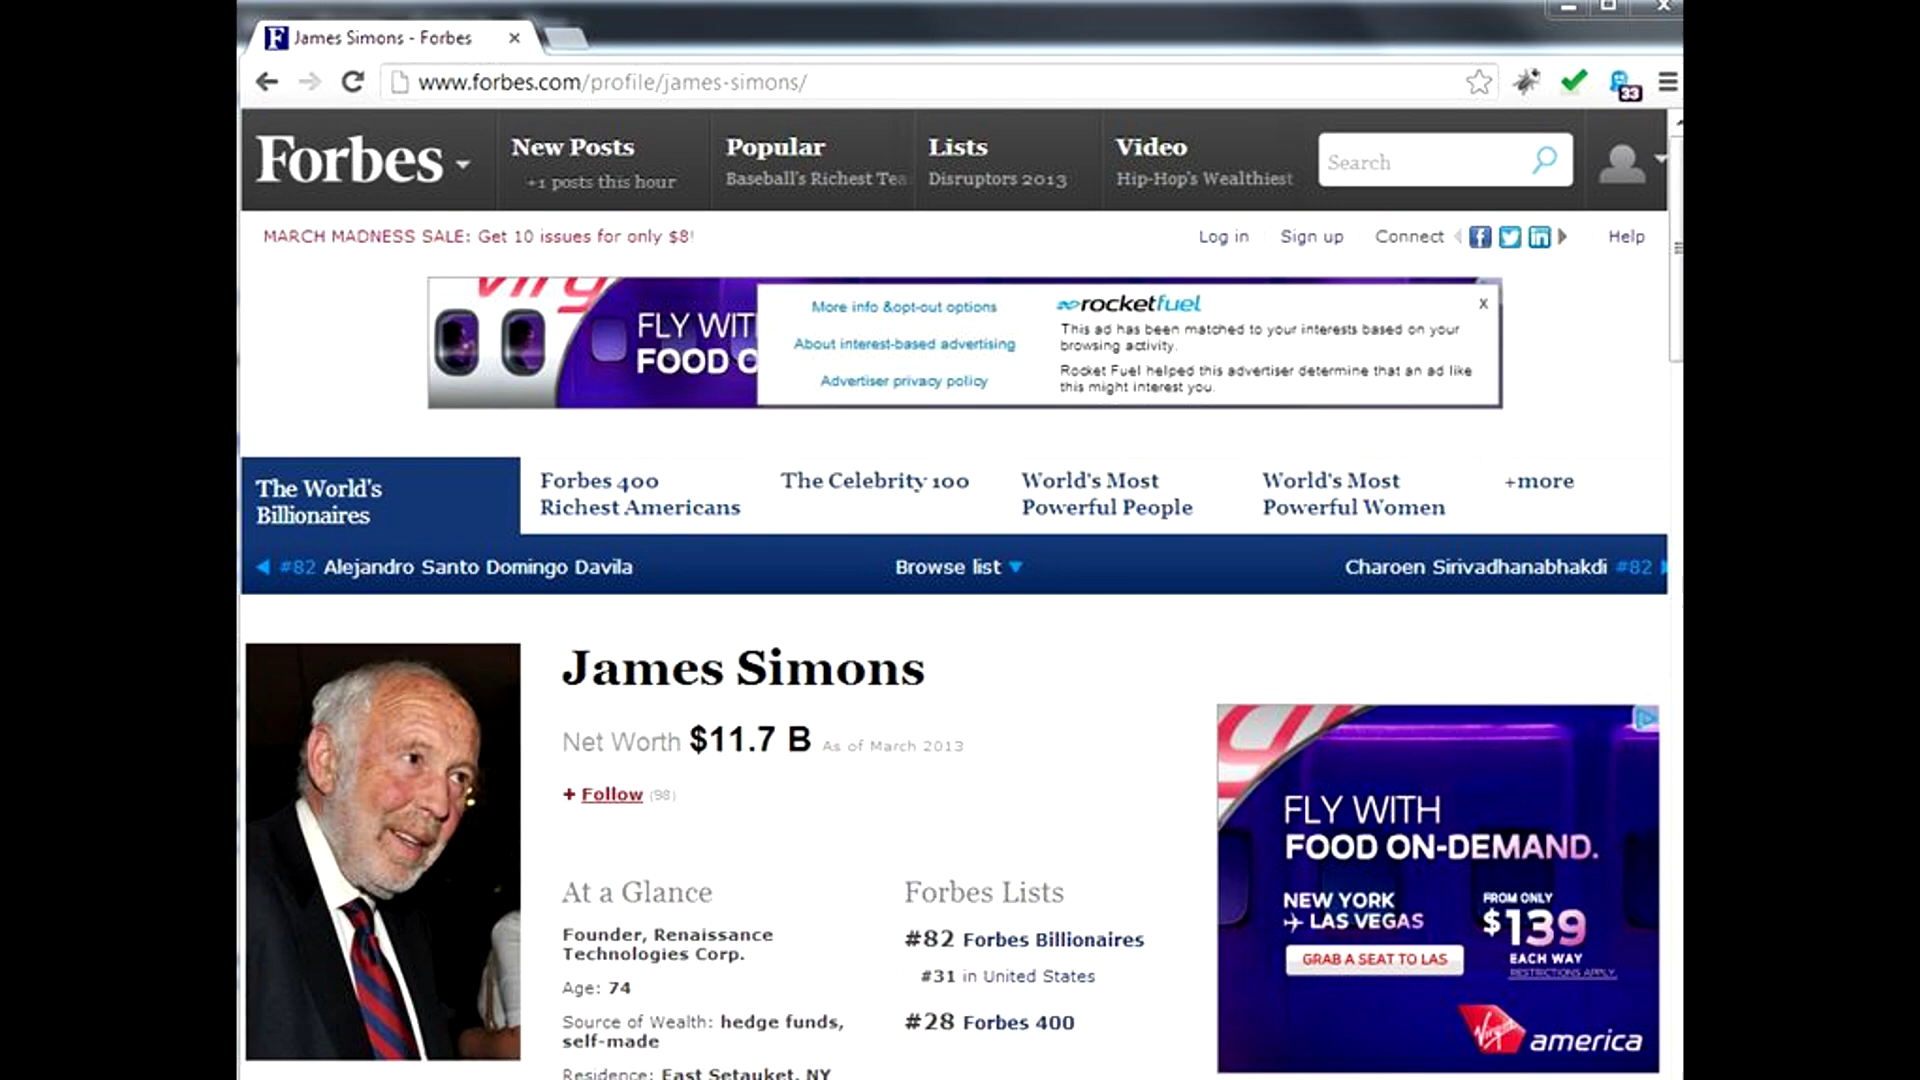 James Simons - Forbes
www.forbes.com/profile/james-simons/
33
Forbes
New Posts
+1 posts this hour
Popular
Baseball's Richest Tea
Lists
Disruptors 2013
Video
Hip-Hop's Wealthiest
Search
MARCH MADNESS SALE: Get 10 issues for only $8!
Log in
Sign up
Connect
Help
FLY WIT
FOOD O
More info &opt-out options
About interest-based advertising
Advertiser privacy policy
rocketfuel
X
This ad has been matched to your interests based on your
browsing activity.
Rocket Fuel helped this advertiser determine that an ad like
this might interest you.
The World's
Billionaires
Forbes 400
Richest Americans
The Celebrity 100
World's Most
Powerful People
World's Most
Powerful Women
+more
#82 Alejandro Santo Domingo Davila
Browse list
Charoen Sirivadhanabhakdi #82
James Simons
Net Worth $11.7 B As of March 2013
+ Follow (98)
At a Glance
Founder, Renaissance
Technologies Corp.
Age: 74
Source of Wealth: hedge funds,
self-made
Residence: East Setauket, NY
Forbes Lists
#82 Forbes Billionaires
#31 in United States
#28 Forbes 400
FLY WITH
FOOD ON-DEMAND.
NEW YORK
LAS VEGAS
GRAB A SEAT TO LAS
FROM ONLY
$139
EACH WAY
RESTRICTIONS APPLY.
Virgin america